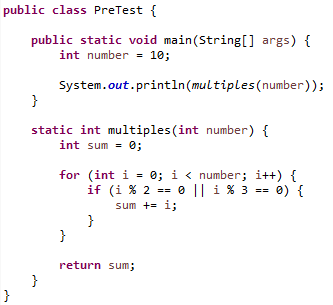 public class PreTest {
    public static void main(String[] args) {
        int number = 10;
        System.out.println(multiples(number));
    }
    static int multiples(int number) {
        int sum = 0;
        for (int i = 0; i < number; i++) {
            if (i % 2 == 0 || i % 3 == 0) {
                sum += i;
            }
        }
        return sum;
    }
}